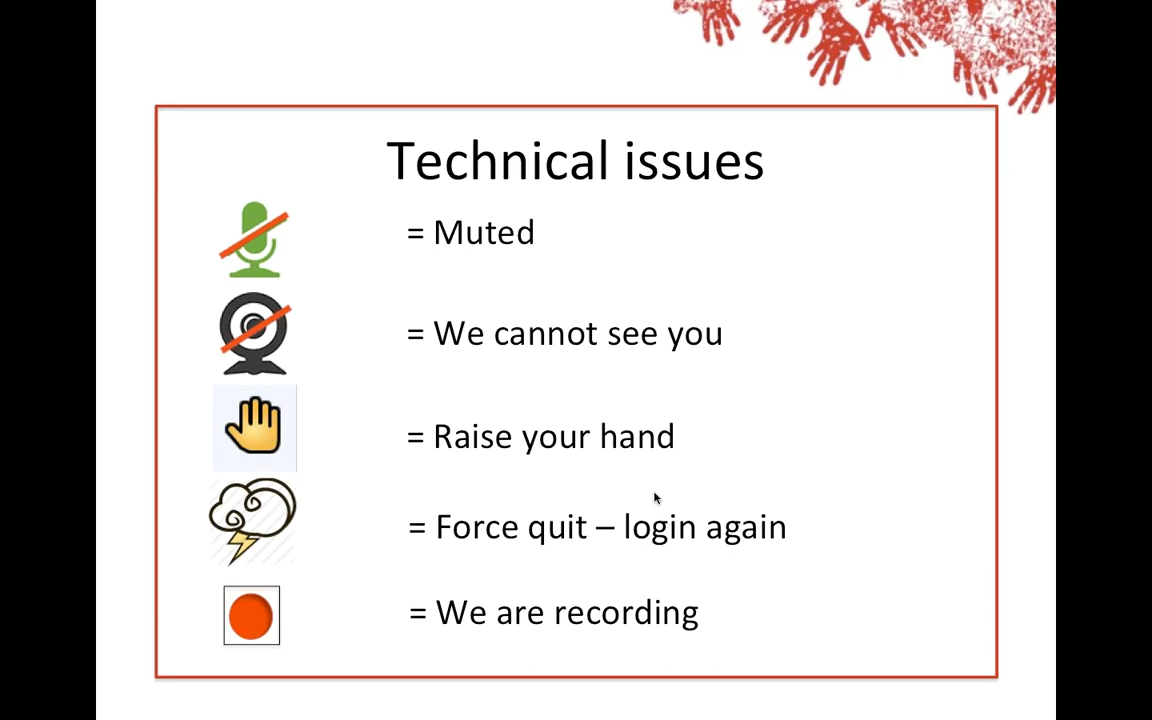 Technical issues
= Muted
= We cannot see you
= Raise your hand
= Force quit – login again
= We are recording